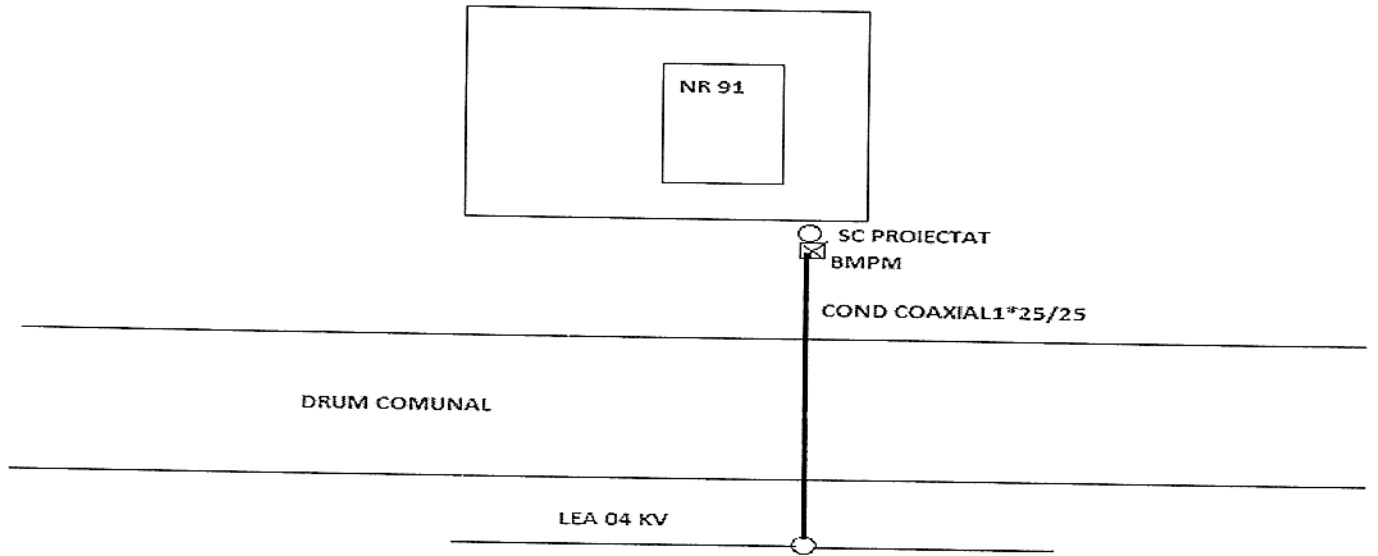 NR 91
SC PROIECTAT
BMPM
COND COAXIAL1*25/25
DRUM COMUNAL
LEA 04 KV